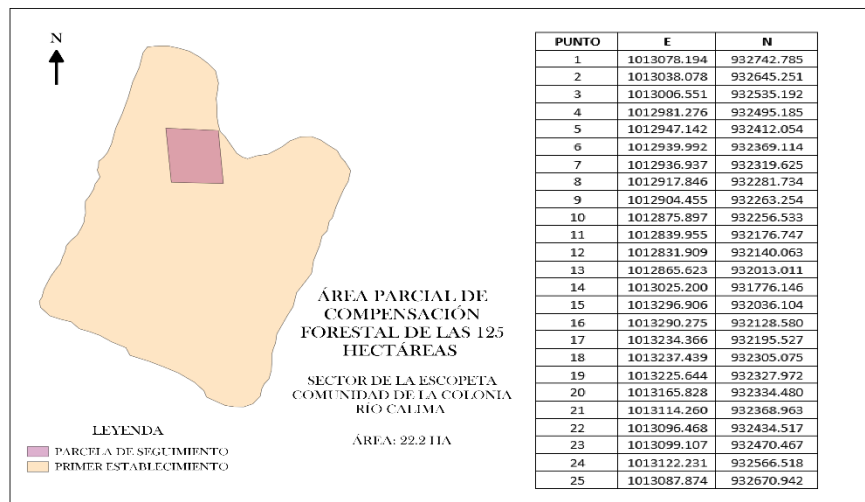 N
ÁREA PARCIAL DE
COMPENSACIÓN
FORESTAL DE LAS 125
HECTÁREAS
SECTOR DE LA ESCOPETA
COMUNIDAD DE LA COLONIA
RÍO CALIMA
ÁREA: 22.2 HA
LEYENDA
PARCELA DE SEGUIMIENTO
PRIMER ESTABLECIMIENTO
PUNTO E N
1 1013078.194 932742.785
2 1013038.078 932645.251
3 1013006.551 932535.192
4 1012981.276 932495.185
5 1012947.142 932412.054
6 1012939.992 932369.114
7 1012936.937 932319.625
8 1012917.846 932281.734
9 1012904.455 932263.254
10 1012875.897 932256.533
11 1012839.955 932176.747
12 1012831.909 932140.063
13 1012865.623 932013.011
14 1013025.200 931776.146
15 1013296.906 932036.104
16 1013290.275 932128.580
17 1013234.366 932195.527
18 1013237.439 932305.075
19 1013225.644 932327.972
20 1013165.828 932334.480
21 1013114.260 932368.963
22 1013096.468 932434.517
23 1013099.107 932470.467
24 1013122.231 932566.518
25 1013087.874 932670.942